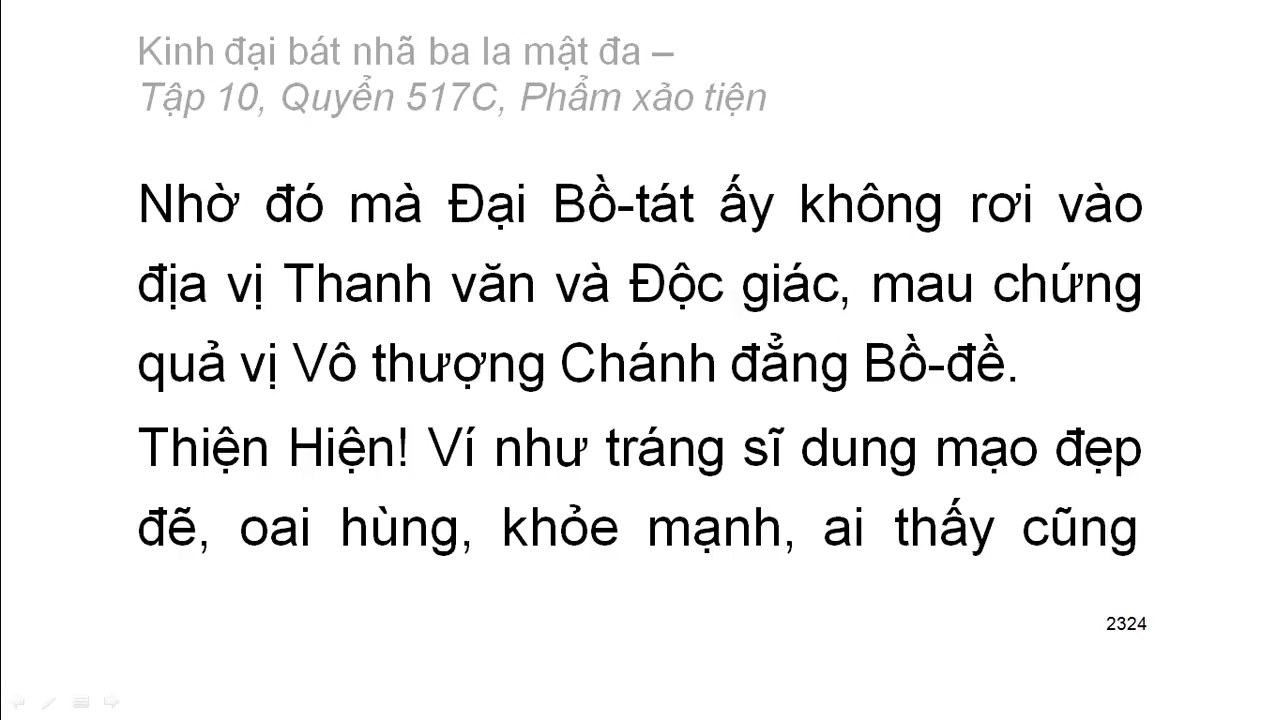 Kinh đại bát nhã ba la mật đa –
Tập 10, Quyển 517C, Phẩm xảo tiện
Nhờ đó mà Đại Bồ-tát ấy không rơi vào
địa vị Thanh văn và Độc giác, mau chứng
quả vị Vô thượng Chánh đẳng Bồ-đề.
Thiện Hiện! Ví như tráng sĩ dung mạo đẹp
đẽ, oai hùng, khỏe mạnh, ai thấy cũng
2324